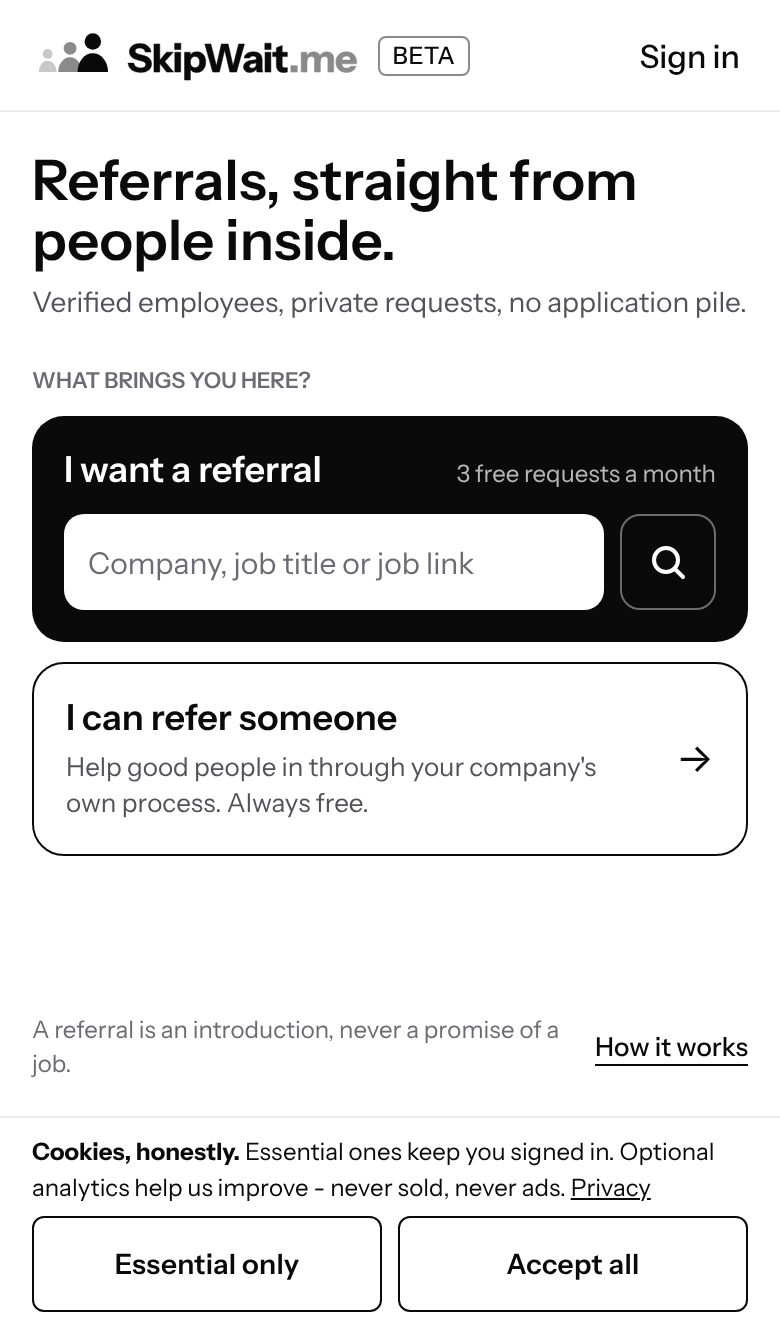 SkipWait.me BETA Sign in
Referrals, straight from
people inside.
Verified employees, private requests, no application pile.
WHAT BRINGS YOU HERE?
I want a referral 3 free requests a month
Company, job title or job link
I can refer someone
Help good people in through your company's
own process. Always free.
A referral is an introduction, never a promise of a
job.
How it works
Cookies, honestly. Essential ones keep you signed in. Optional
analytics help us improve - never sold, never ads. Privacy
Essential only Accept all